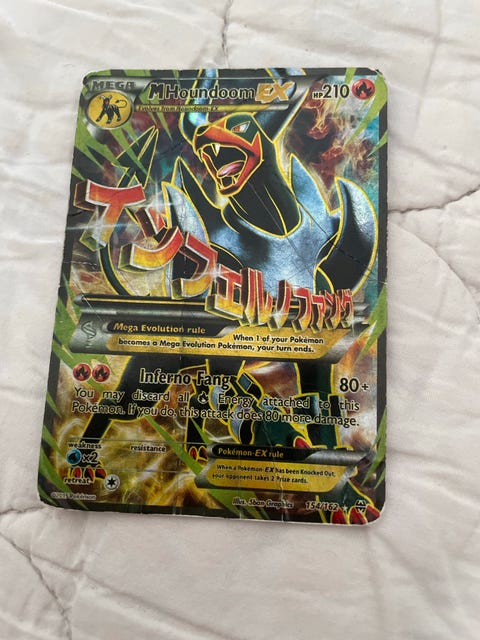 MEGA
M Houndoom EX
HP210
Evolves from Houndoom-EX
インフェルノファング
Mega Evolution rule
When 1 of your Pokémon
becomes a Mega Evolution Pokémon, your turn ends.
Inferno Fang 80+
You may discard all Energy attached to this
Pokémon. If you do, this attack does 80 more damage.
weakness resistance
×2
retreat
Pokémon-EX rule
When a Pokémon-EX has been Knocked Out,
your opponent takes 2 Prize cards.
©2015 Pokémon
Illus. 5ban Graphics
154/162